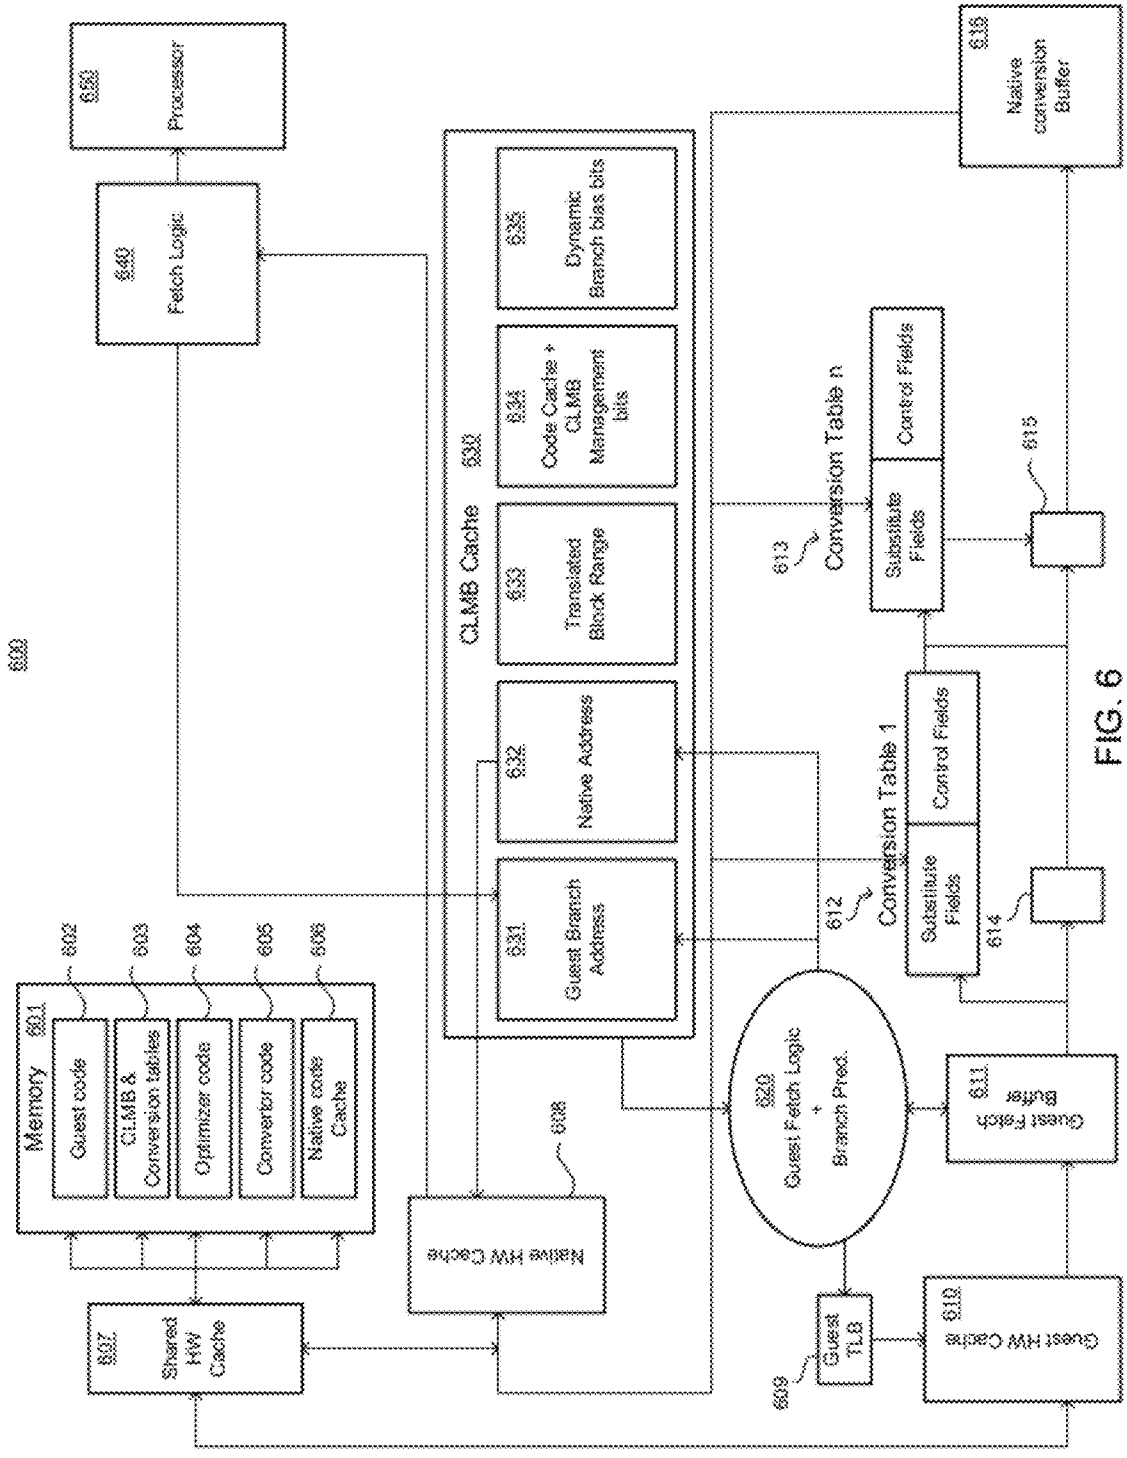 600
Memory 601
Guest code
CLMB &
Conversion tables
Optimizer code
Convertor code
Native code
Cache
602
603
604
605
606
607
Shared
HW
Cache
640
Fetch Logic
650
Processor
Native HW Cache
608
CLMB Cache 630
631
Guest Branch
Address
632
Native Address
633
Translated
Block Range
634
Code Cache +
CLMB
Management
bits
635
Dynamic
Branch bias bits
620
Guest Fetch Logic
+
Branch Pred.
609
Guest
TLB
610
Guest HW Cache
611
Guest Fetch
Buffer
612
Conversion Table 1
Substitute
Fields
Control Fields
613
Conversion Table n
Substitute
Fields
Control Fields
614
615
616
Native
conversion
Buffer
FIG. 6